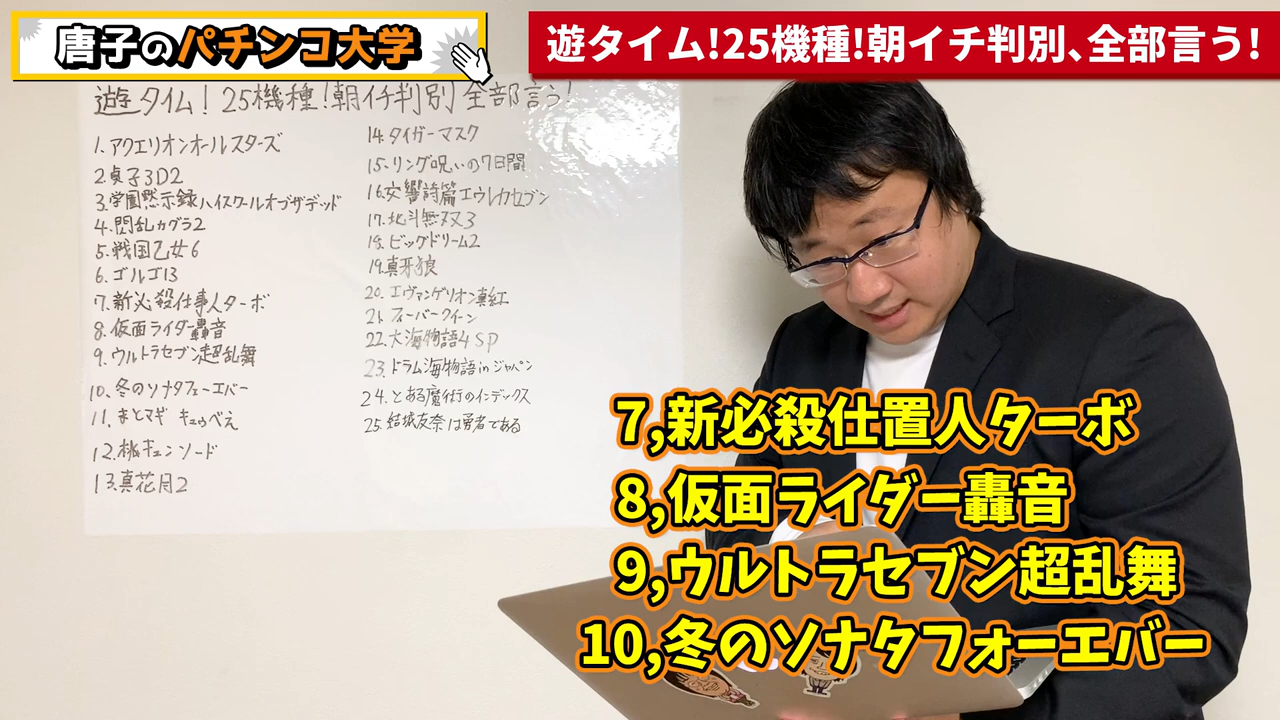 唐子のパチンコ大学
遊タイム!25機種!朝イチ判別、全部言う!
遊タイム!25機種!朝イチ判別 全部言う!
1.アクエリオンオールスターズ
2.貞子3D2
3.学園黙示録ハイスクールオブザデッド
4.閃乱カグラ2
5.戦国乙女6
6.ゴルゴ13
7.新必殺仕事人ターボ
8.仮面ライダー轟音
9.ウルトラセブン超乱舞
10.冬のソナタフォーエバー
11.まどマギ キュゥべえ
12.桃キュンソード
13.真花月2
14.タイガーマスク
15.リング呪いの7日間
16.交響詩篇エウレカセブン
17.北斗無双3
18.ビッグドリーム2
19.真牙狼
20.エヴァンゲリオン真紅
21.フィーバークイーン
22.大海物語4SP
23.ドラム海物語inジャパン
24.とある魔術のインデックス
25.結城友奈は勇者である
7,新必殺仕置人ターボ
8,仮面ライダー轟音
9,ウルトラセブン超乱舞
10,冬のソナタフォーエバー